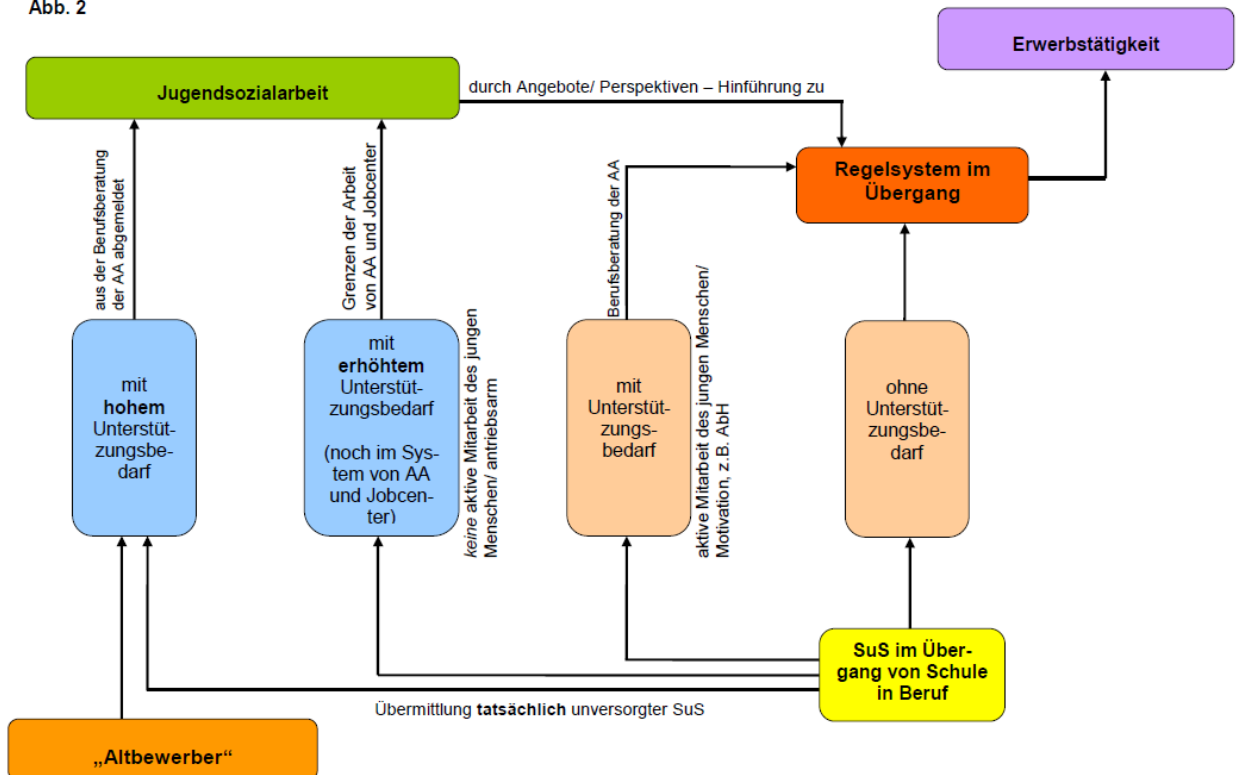 Abb. 2
Erwerbstätigkeit
Jugendsozialarbeit
durch Angebote/ Perspektiven – Hinführung zu
Regelsystem im
Übergang
aus der Berufsberatung
der AA abgemeldet
Grenzen der Arbeit
von AA und Jobcenter
Berufsberatung der AA
mit
hohem
Unterstüt-
zungsbe-
darf
mit
erhöhtem
Unterstüt-
zungsbedarf
(noch im Sys-
tem von AA
und Jobcen-
ter)
keine aktive Mitarbeit des jungen
Menschen/ antriebsarm
mit
Unterstüt-
zungs-
bedarf
aktive Mitarbeit des jungen Menschen/
Motivation, z.B. AbH
ohne
Unterstüt-
zungsbe-
darf
SuS im Über-
gang von Schule
in Beruf
Übermittlung tatsächlich unversorgter SuS
„Altbewerber“